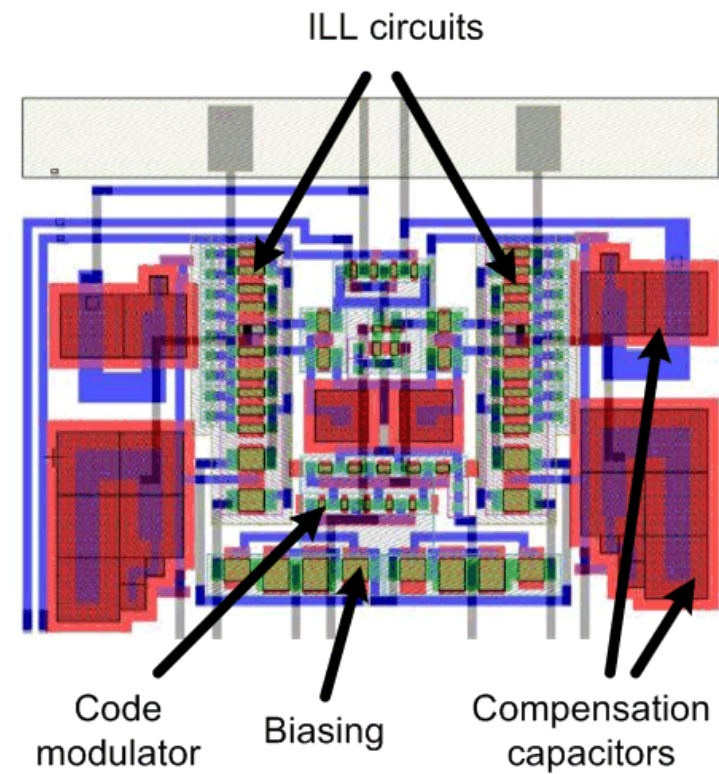 ILL circuits
Code
modulator
Biasing
Compensation
capacitors